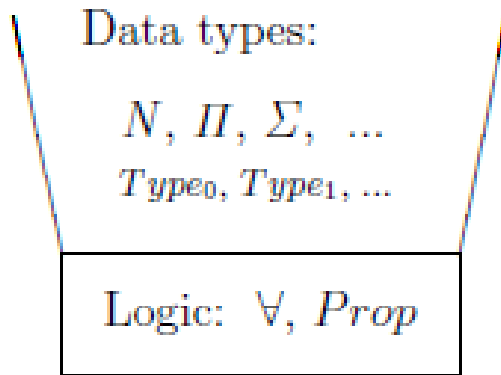 Data types:
N, Π, Σ, ...
Type₀, Type₁, ...
Logic: ∀, Prop